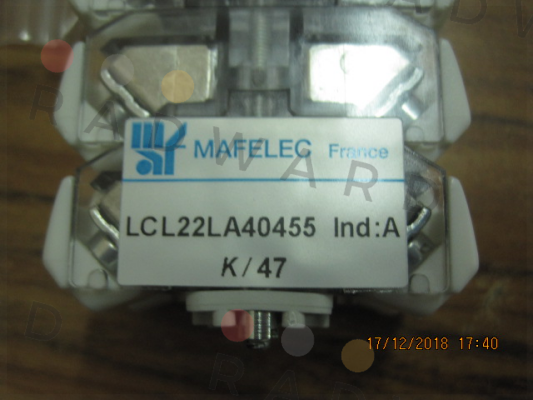 MAFELEC France
LCL22LA40455 Ind:A
K/47
17/12/2018 17:40